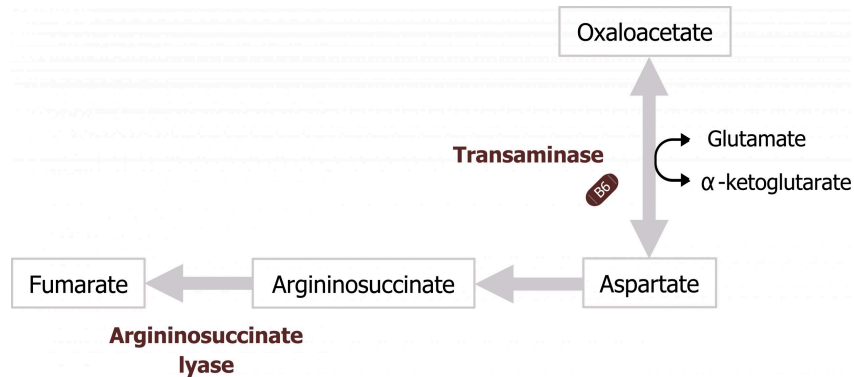 Oxaloacetate
Transaminase
Glutamate
B6
α-ketoglutarate
Fumarate
Argininosuccinate
Aspartate
Argininosuccinate
lyase